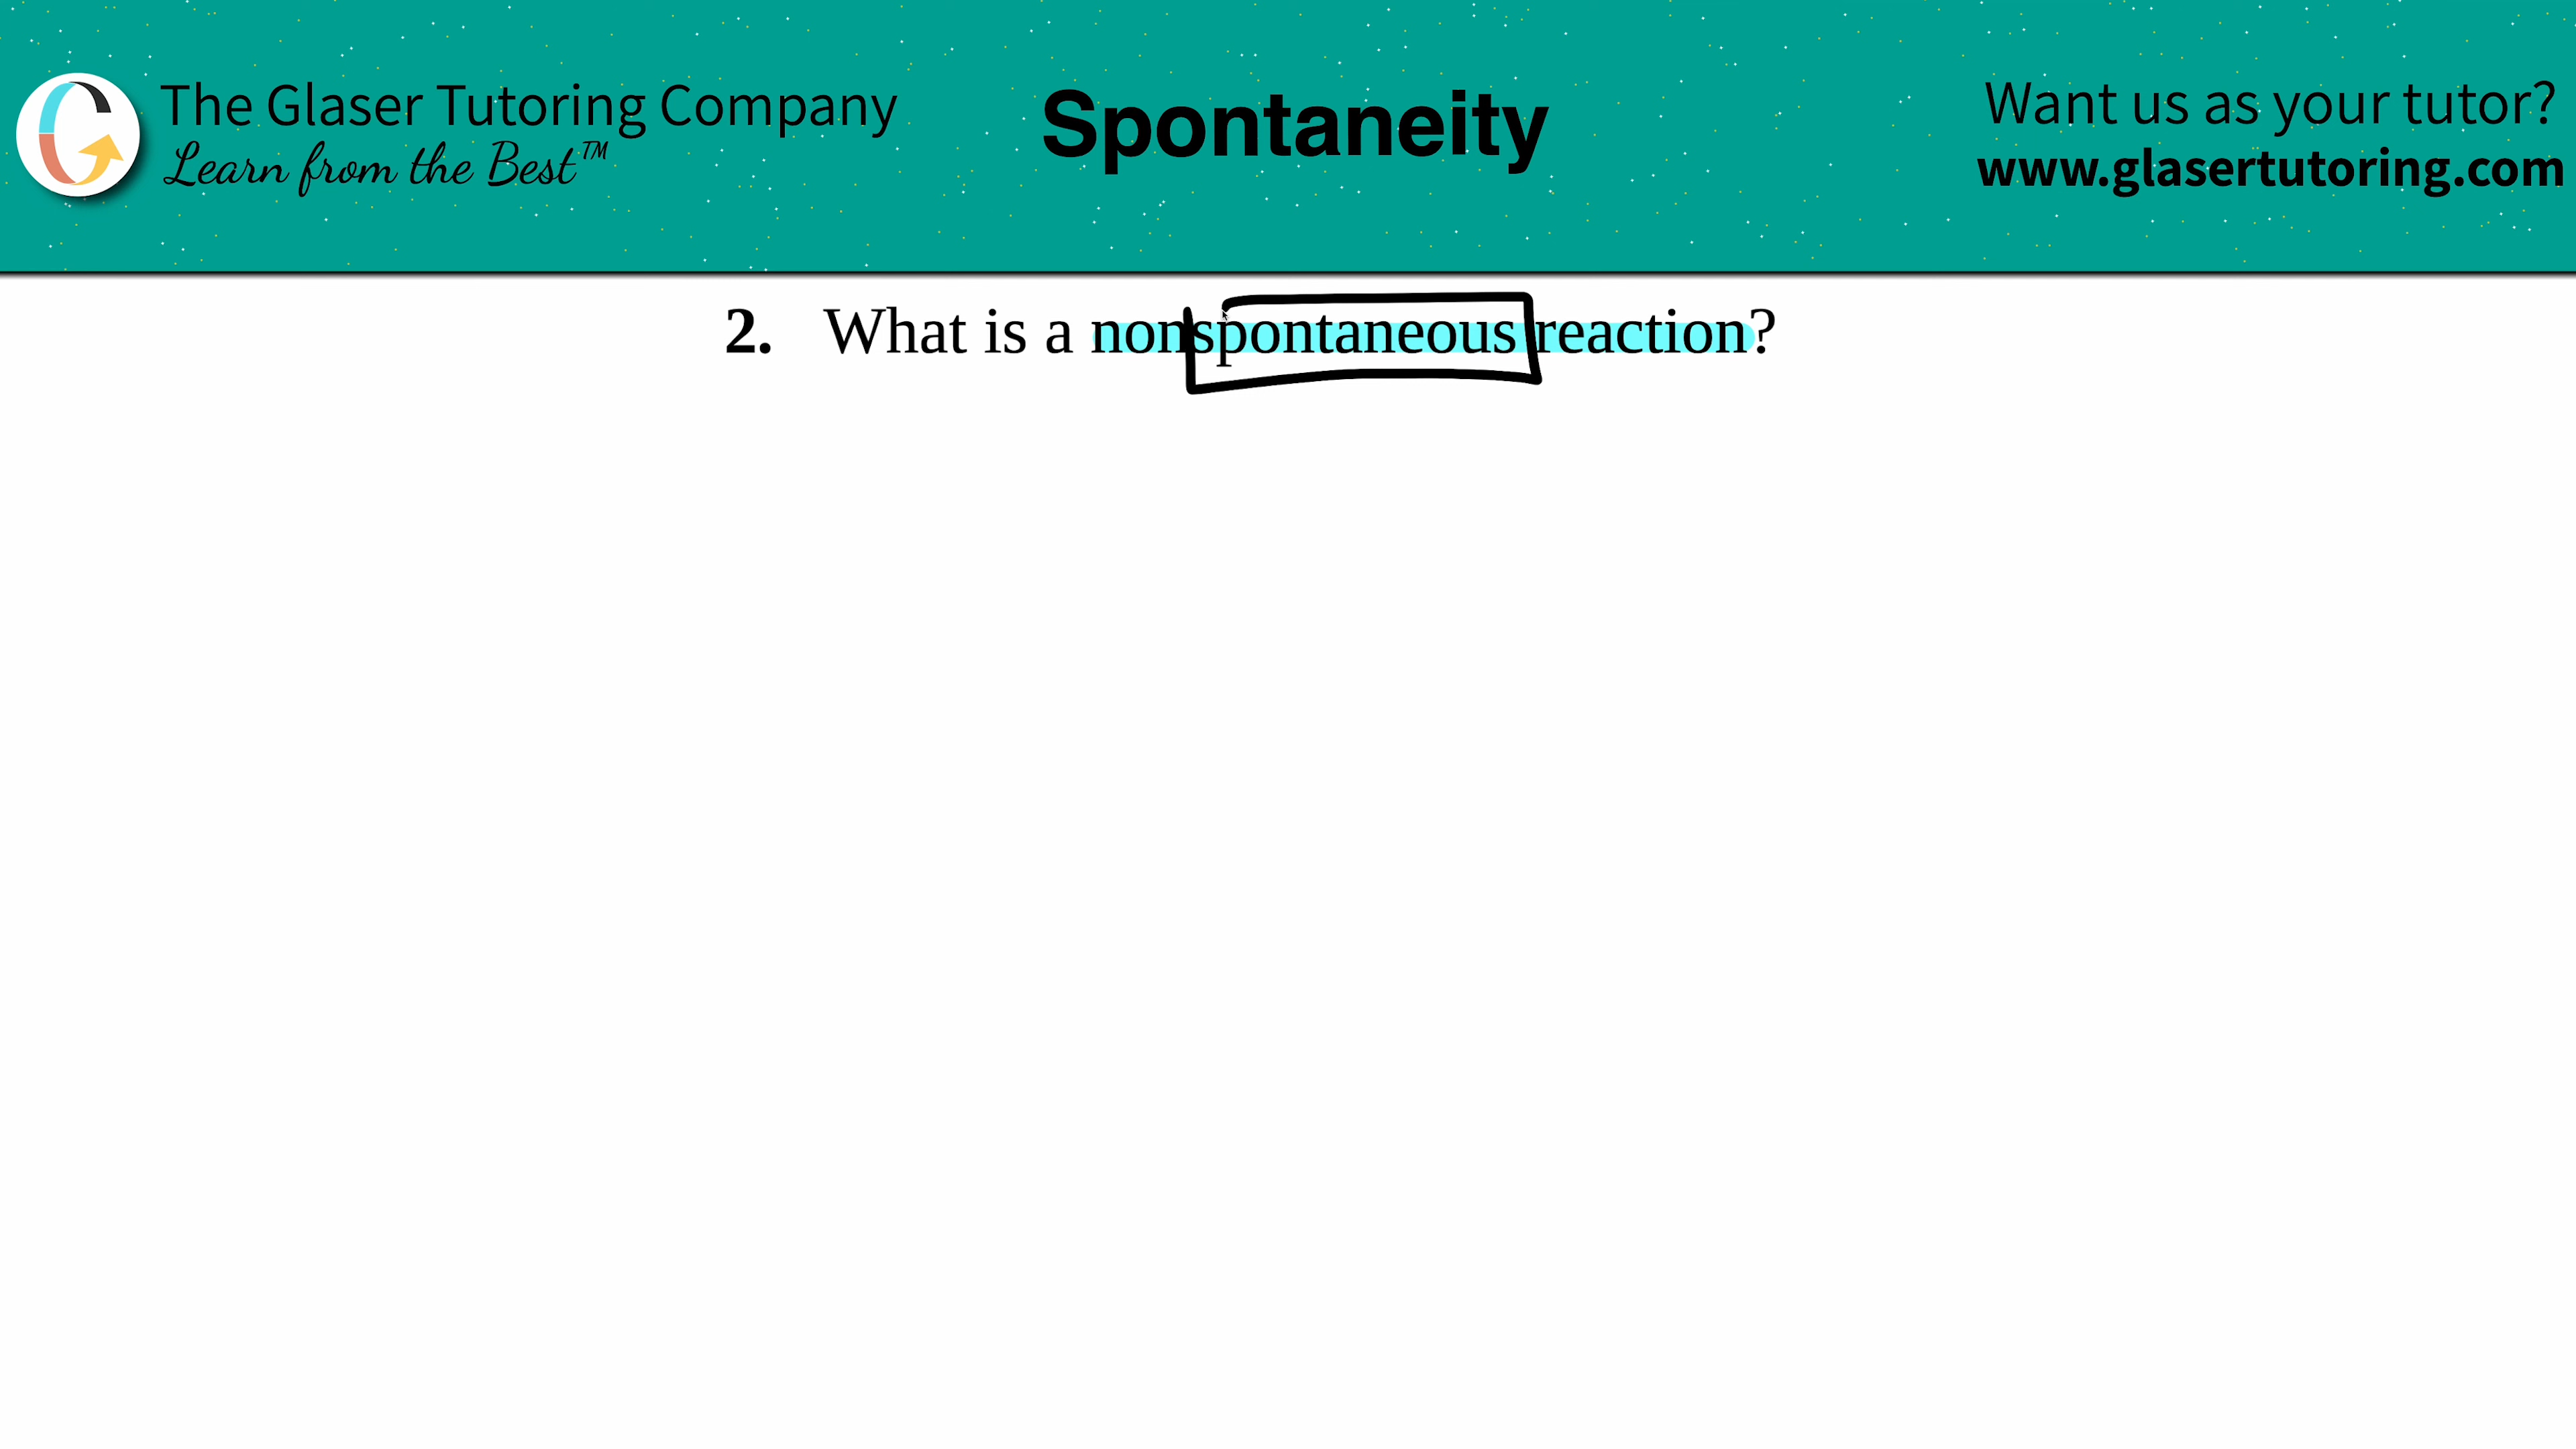 The Glaser Tutoring Company
Learn from the Best™
Spontaneity
Want us as your tutor?
www.glasertutoring.com
2. What is a nonspontaneous reaction?